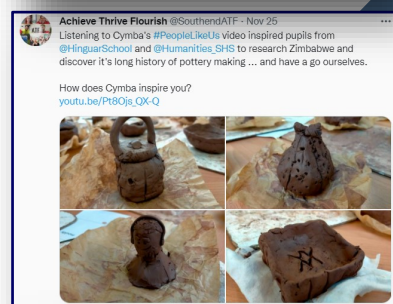 Achieve Thrive Flourish @SouthendATF · Nov 25
Listening to Cymba's #PeopleLikeUs video inspired pupils from
@HinguarSchool and @Humanities_SHS to research Zimbabwe and
discover it's long history of pottery making ... and have a go ourselves.
How does Cymba inspire you?
youtu.be/Pt8Ojs_QX-Q